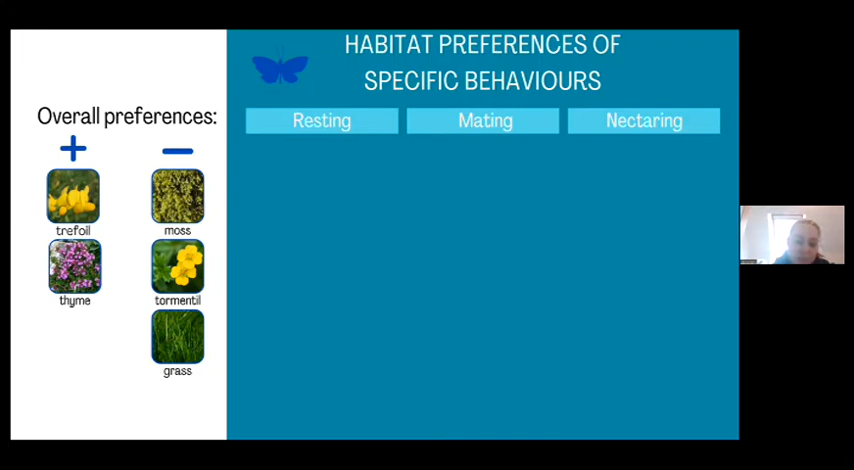 HABITAT PREFERENCES OF
SPECIFIC BEHAVIOURS
Overall preferences:
+ −
trefoil moss
thyme tormentil
grass
Resting Mating Nectaring